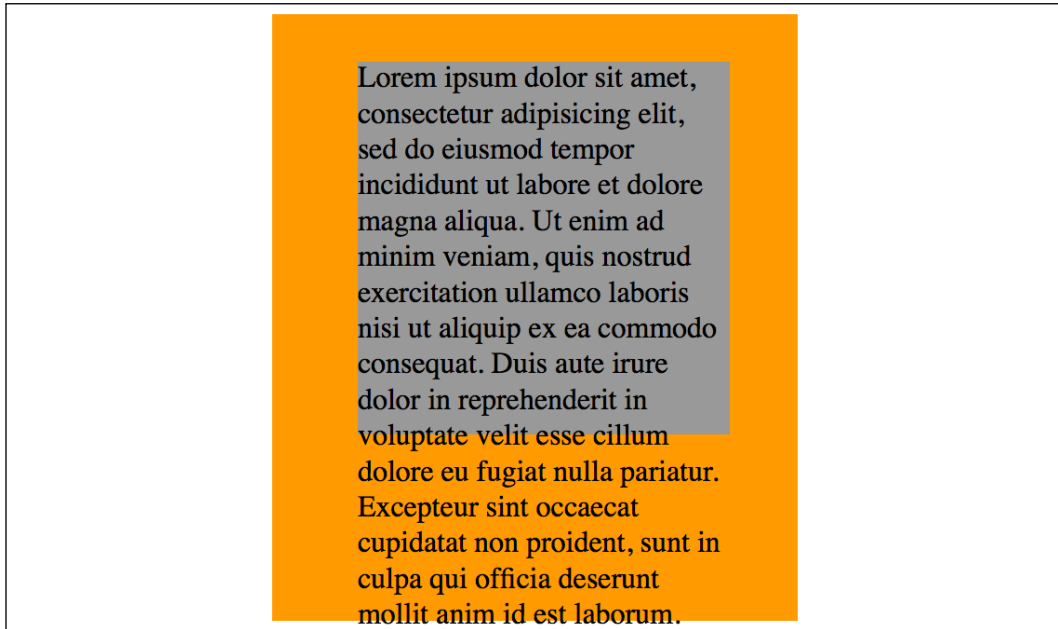 Lorem ipsum dolor sit amet,
consectetur adipisicing elit,
sed do eiusmod tempor
incididunt ut labore et dolore
magna aliqua. Ut enim ad
minim veniam, quis nostrud
exercitation ullamco laboris
nisi ut aliquip ex ea commodo
consequat. Duis aute irure
dolor in reprehenderit in
voluptate velit esse cillum
dolore eu fugiat nulla pariatur.
Excepteur sint occaecat
cupidatat non proident, sunt in
culpa qui officia deserunt
mollit anim id est laborum.